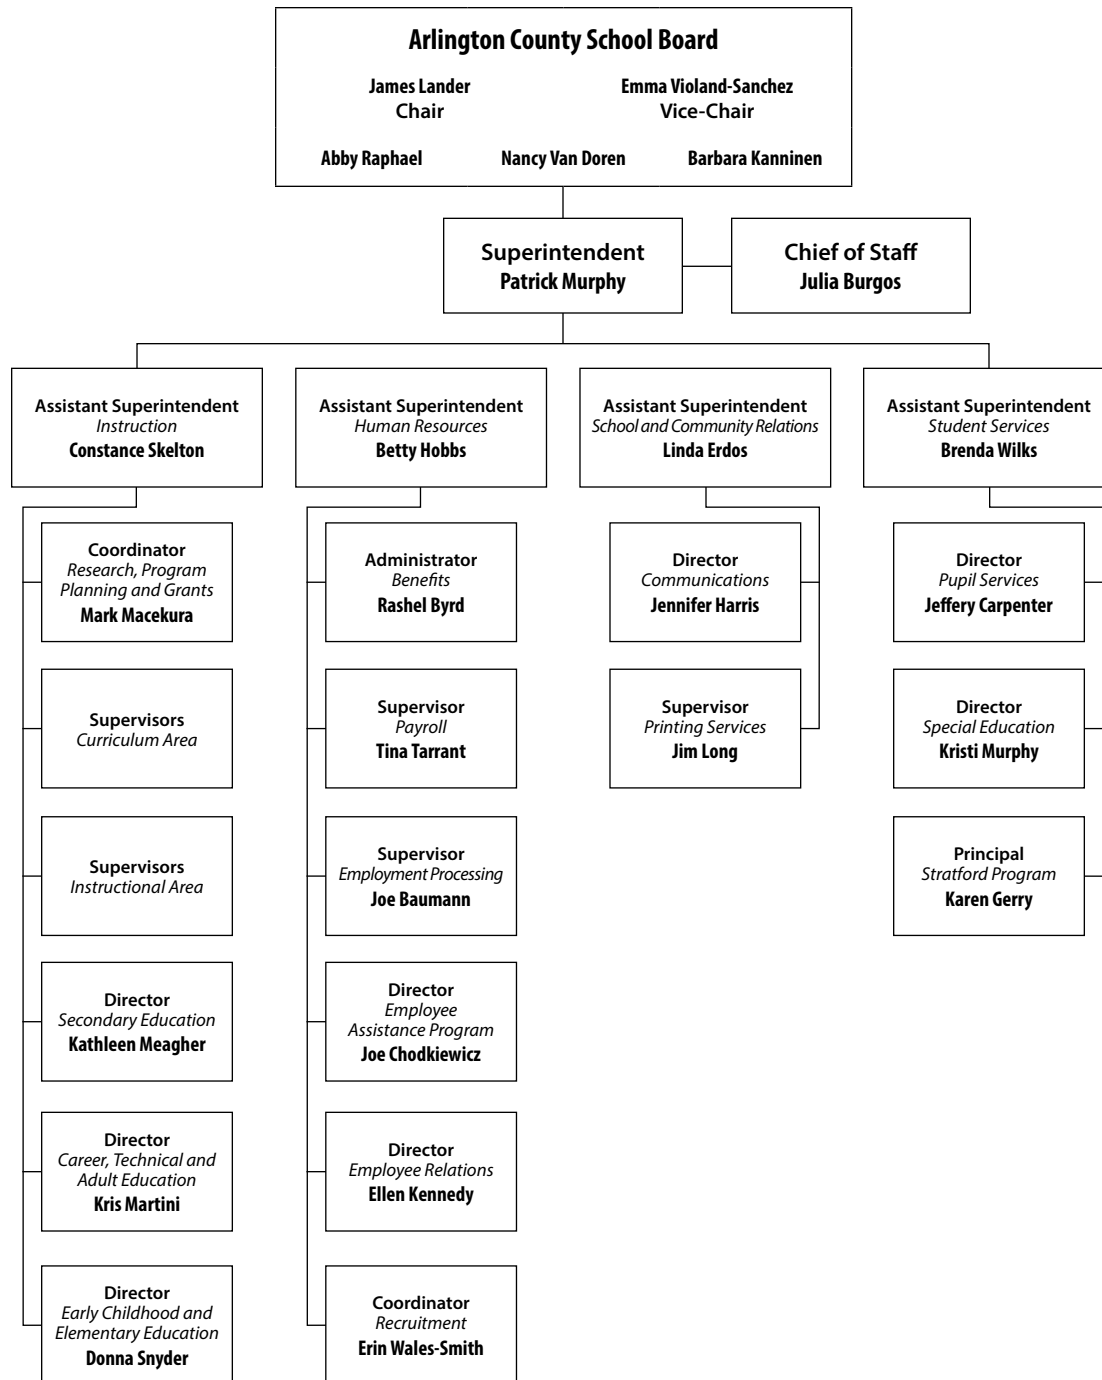 Arlington County School Board
James Lander
Chair
Emma Violand-Sanchez
Vice-Chair
Abby Raphael
Nancy Van Doren
Barbara Kanninen
Superintendent
Patrick Murphy
Chief of Staff
Julia Burgos
Assistant Superintendent
Instruction
Constance Skelton
Assistant Superintendent
Human Resources
Betty Hobbs
Assistant Superintendent
School and Community Relations
Linda Erdos
Assistant Superintendent
Student Services
Brenda Wilks
Coordinator
Research, Program
Planning and Grants
Mark Macekura
Supervisors
Curriculum Area
Supervisors
Instructional Area
Director
Secondary Education
Kathleen Meagher
Director
Career, Technical and
Adult Education
Kris Martini
Director
Early Childhood and
Elementary Education
Donna Snyder
Administrator
Benefits
Rashel Byrd
Supervisor
Payroll
Tina Tarrant
Supervisor
Employment Processing
Joe Baumann
Director
Employee
Assistance Program
Joe Chodkiewicz
Director
Employee Relations
Ellen Kennedy
Coordinator
Recruitment
Erin Wales-Smith
Director
Communications
Jennifer Harris
Supervisor
Printing Services
Jim Long
Director
Pupil Services
Jeffery Carpenter
Director
Special Education
Kristi Murphy
Principal
Stratford Program
Karen Gerry